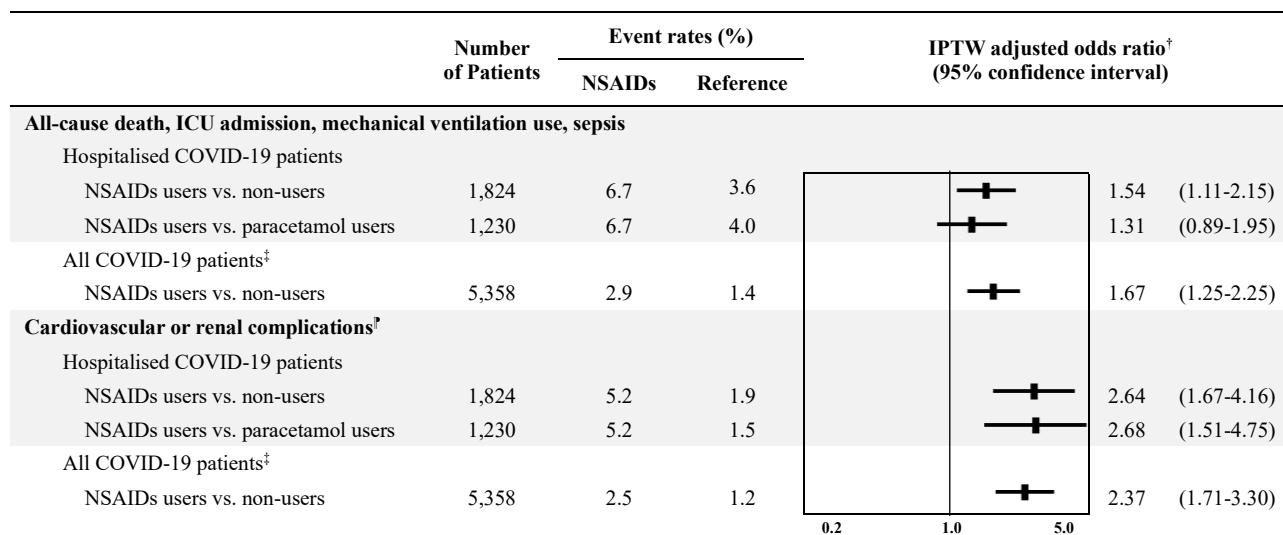 Number of Patients Event rates (%) IPTW adjusted odds ratio† (95% confidence interval)
NSAIDs Reference
All-cause death, ICU admission, mechanical ventilation use, sepsis
Hospitalised COVID-19 patients
NSAIDs users vs. non-users 1,824 6.7 3.6 1.54 (1.11-2.15)
NSAIDs users vs. paracetamol users 1,230 6.7 4.0 1.31 (0.89-1.95)
All COVID-19 patients‡
NSAIDs users vs. non-users 5,358 2.9 1.4 1.67 (1.25-2.25)
Cardiovascular or renal complications⁋
Hospitalised COVID-19 patients
NSAIDs users vs. non-users 1,824 5.2 1.9 2.64 (1.67-4.16)
NSAIDs users vs. paracetamol users 1,230 5.2 1.5 2.68 (1.51-4.75)
All COVID-19 patients‡
NSAIDs users vs. non-users 5,358 2.5 1.2 2.37 (1.71-3.30)
0.2 1.0 5.0